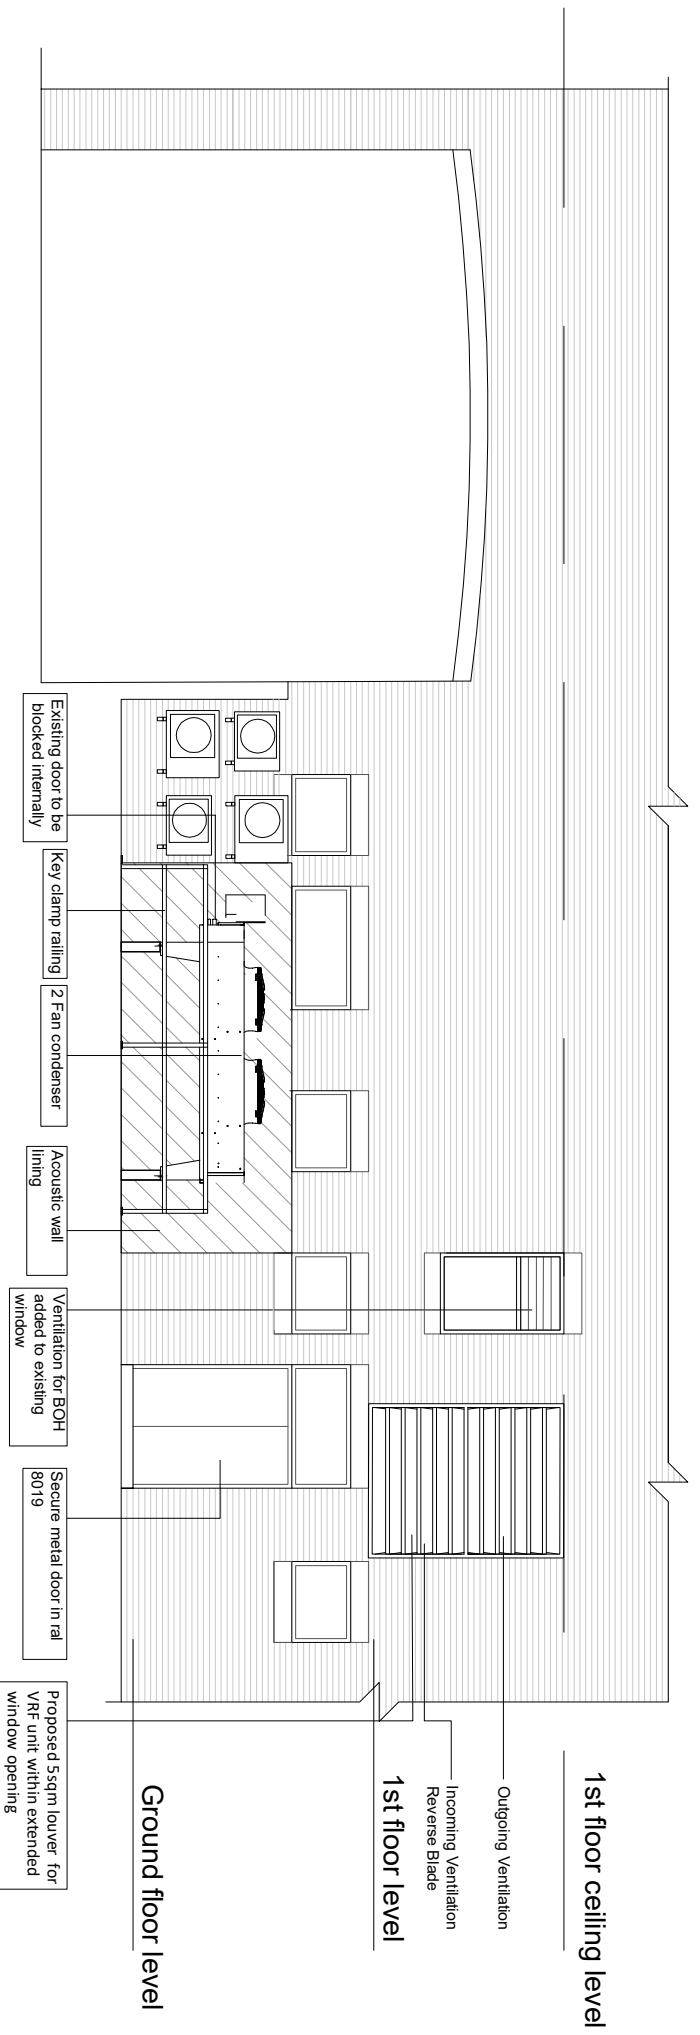 1st floor ceiling level
Outgoing Ventilation
Incoming Ventilation
Reverse Blade
1st floor level
Ground floor level
Existing door to be
blocked internally
Key clamp railing
2 Fan condenser
Acoustic wall
lining
Ventilation for BOH
added to existing
window
Secure metal door in ral
8019
Proposed 5sqm louver for
VRF unit within extended
window opening